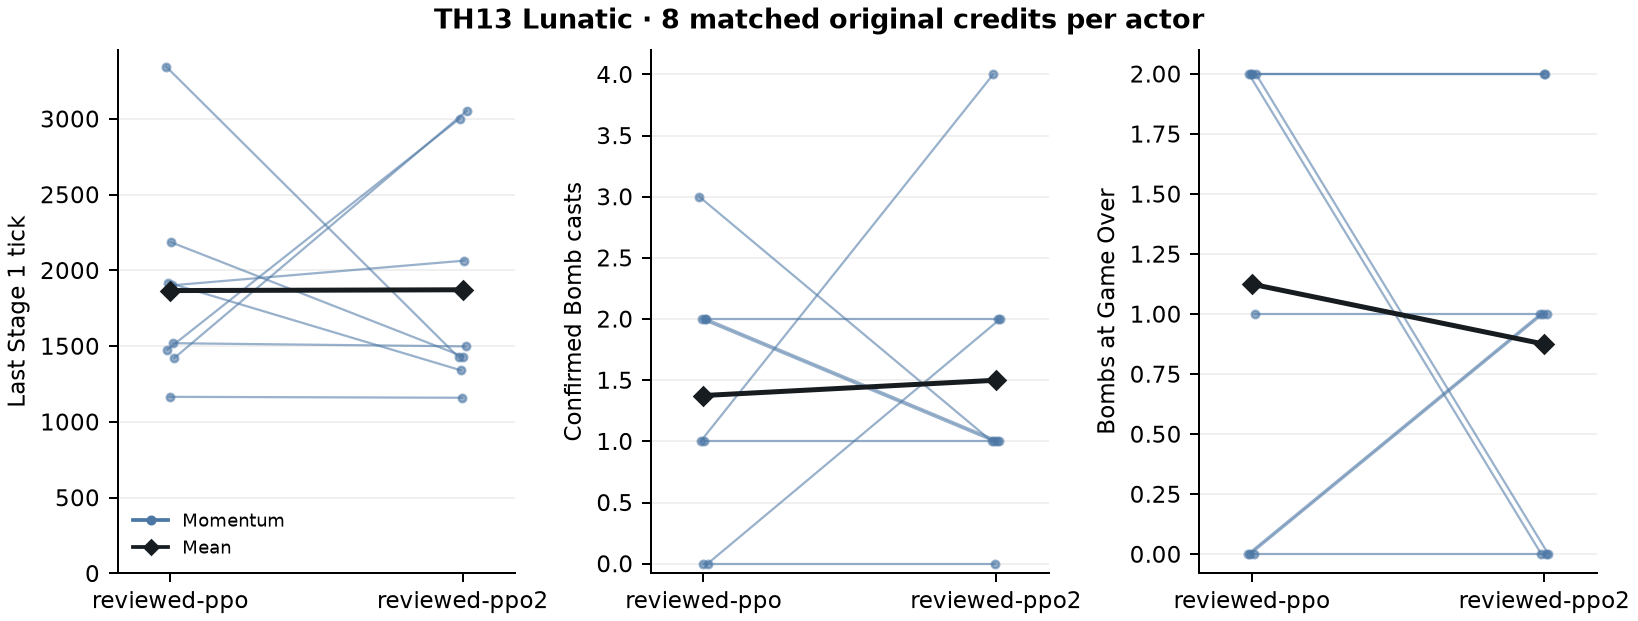 TH13 Lunatic · 8 matched original credits per actor
Last Stage 1 tick
3000
2500
2000
1500
1000
500
0
Momentum
Mean
reviewed-ppo
reviewed-ppo2
Confirmed Bomb casts
4.0
3.5
3.0
2.5
2.0
1.5
1.0
0.5
0.0
reviewed-ppo
reviewed-ppo2
Bombs at Game Over
2.00
1.75
1.50
1.25
1.00
0.75
0.50
0.25
0.00
reviewed-ppo
reviewed-ppo2